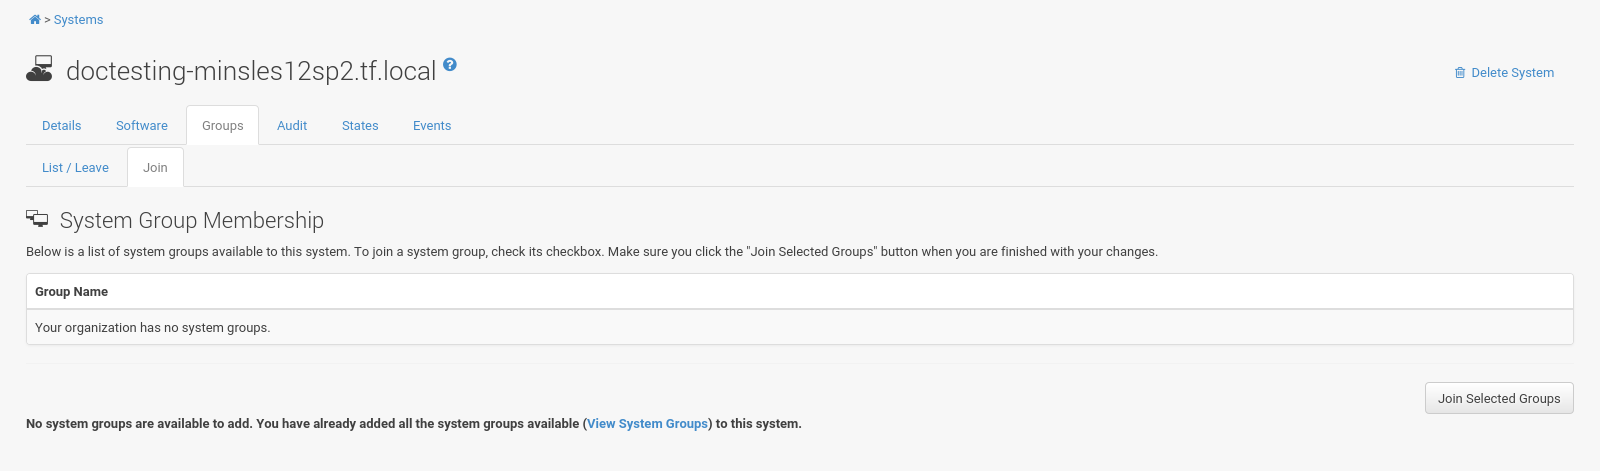 > Systems
doctesting-minsles12sp2.tf.local
Delete System
Details Software Groups Audit States Events
List / Leave Join
System Group Membership
Below is a list of system groups available to this system. To join a system group, check its checkbox. Make sure you click the "Join Selected Groups" button when you are finished with your changes.
Group Name
Your organization has no system groups.
Join Selected Groups
No system groups are available to add. You have already added all the system groups available (View System Groups) to this system.